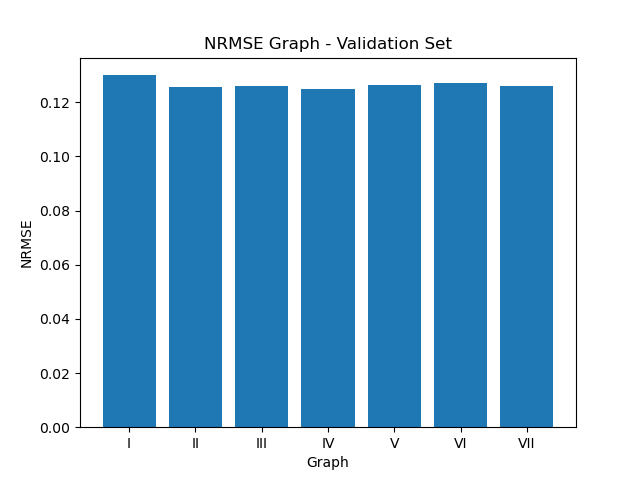 NRMSE Graph - Validation Set
NRMSE
0.12
0.10
0.08
0.06
0.04
0.02
0.00
I II III IV V VI VII
Graph